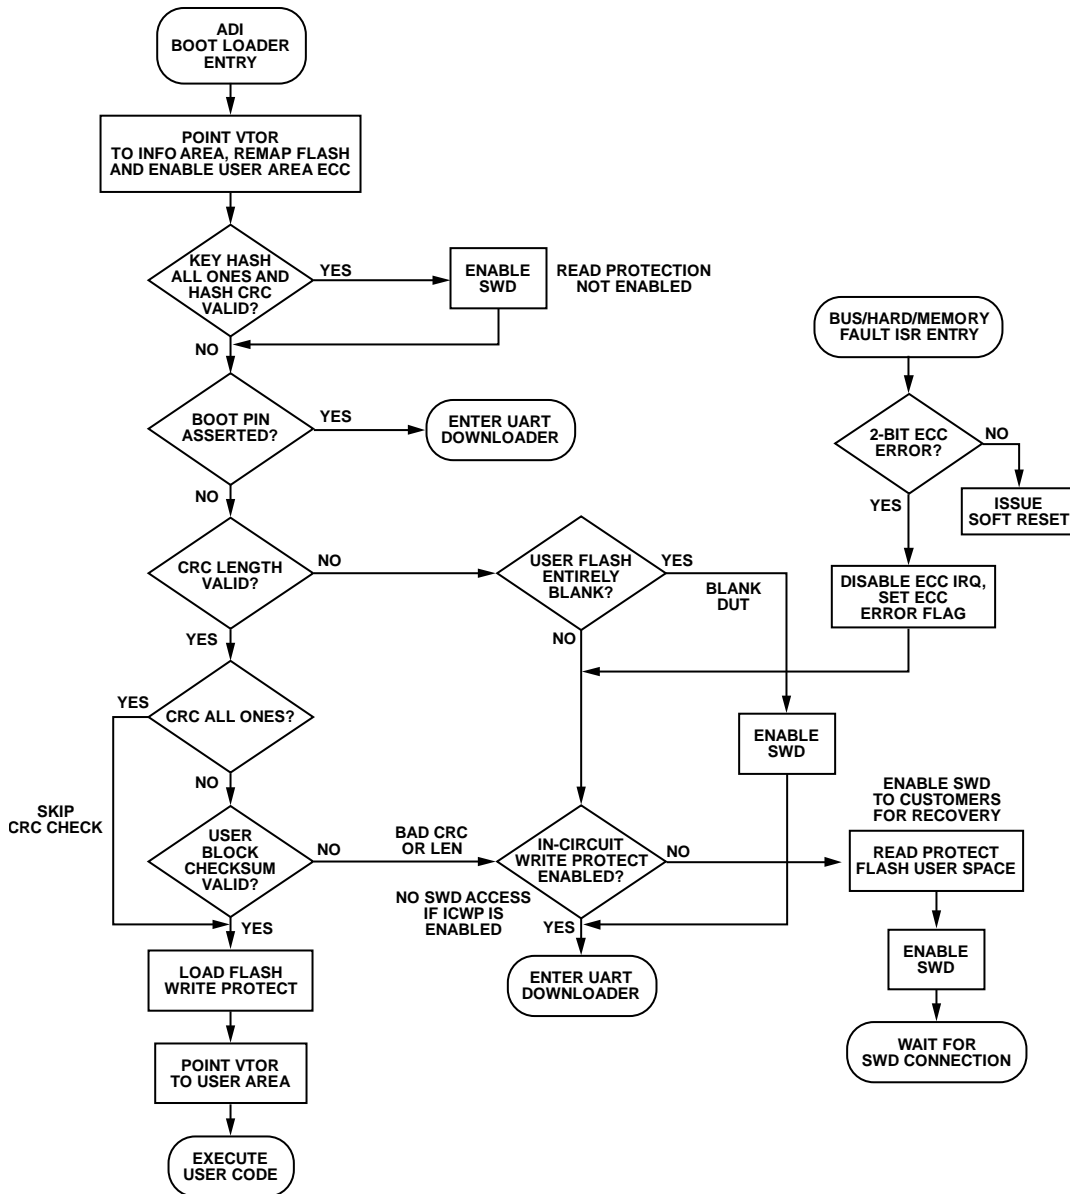 ADI
BOOT LOADER
ENTRY
POINT VTOR
TO INFO AREA, REMAP FLASH
AND ENABLE USER AREA ECC
KEY HASH
ALL ONES AND
HASH CRC
VALID?
YES
ENABLE
SWD
READ PROTECTION
NOT ENABLED
NO
BOOT PIN
ASSERTED?
YES
ENTER UART
DOWNLOADER
NO
BUS/HARD/MEMORY
FAULT ISR ENTRY
2-BIT ECC
ERROR?
NO
ISSUE
SOFT RESET
YES
DISABLE ECC IRQ,
SET ECC
ERROR FLAG
CRC LENGTH
VALID?
NO
USER FLASH
ENTIRELY
BLANK?
YES
BLANK
DUT
NO
ENABLE
SWD
YES
CRC ALL ONES?
YES
SKIP
CRC CHECK
NO
USER
BLOCK
CHECKSUM
VALID?
NO
BAD CRC
OR LEN
IN-CIRCUIT
WRITE PROTECT
ENABLED?
NO
ENABLE SWD
TO CUSTOMERS
FOR RECOVERY
READ PROTECT
FLASH USER SPACE
NO SWD ACCESS
IF ICWP IS
ENABLED
YES
ENTER UART
DOWNLOADER
ENABLE
SWD
WAIT FOR
SWD CONNECTION
YES
LOAD FLASH
WRITE PROTECT
POINT VTOR
TO USER AREA
EXECUTE
USER CODE